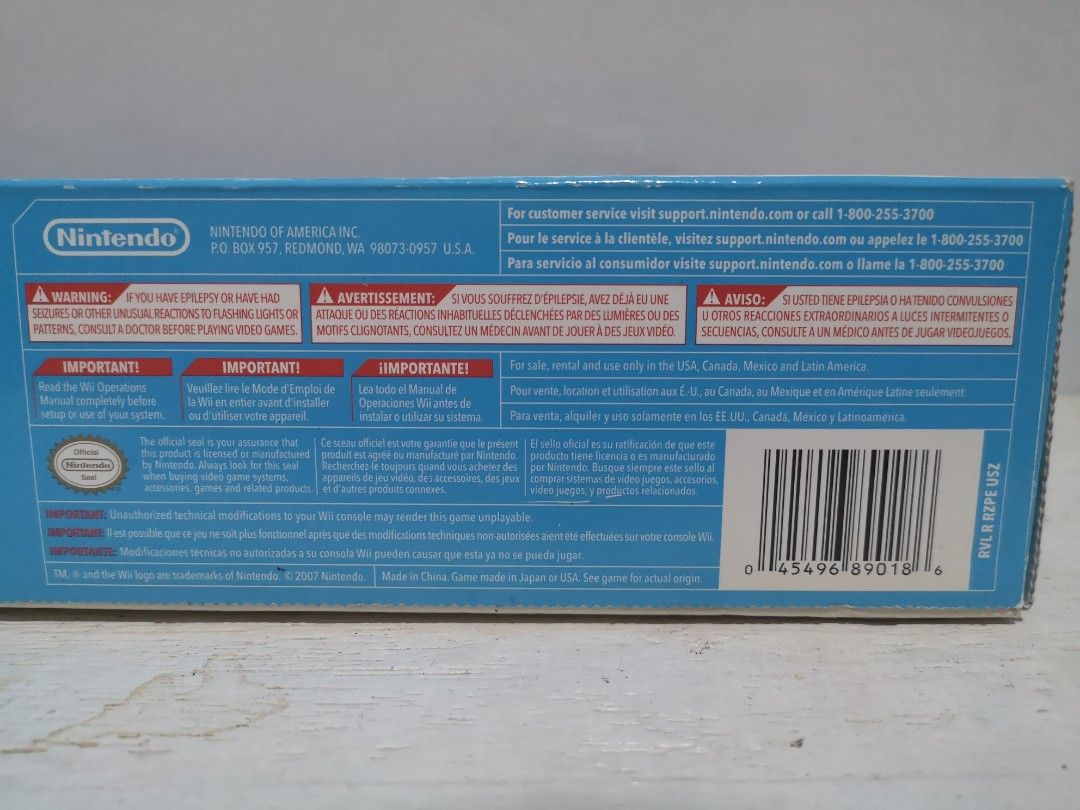 Nintendo
NINTENDO OF AMERICA INC.
P.O. BOX 957, REDMOND, WA 98073-0957 U.S.A.
For customer service visit support.nintendo.com or call 1-800-255-3700
Pour le service à la clientèle, visitez support.nintendo.com ou appelez le 1-800-255-3700
Para servicio al consumidor visite support.nintendo.com o llame la 1-800-255-3700
WARNING: IF YOU HAVE EPILEPSY OR HAVE HAD
SEIZURES OR OTHER UNUSUAL REACTIONS TO FLASHING LIGHTS OR
PATTERNS, CONSULT A DOCTOR BEFORE PLAYING VIDEO GAMES.
AVERTISSEMENT: SI VOUS SOUFFREZ D'ÉPILEPSIE, AVEZ DÉJÀ EU UNE
ATTAQUE OU DES RÉACTIONS INHABITUELLES DÉCLENCHÉES PAR DES LUMIÈRES OU DES
MOTIFS CLIGNOTANTS, CONSULTEZ UN MÉDECIN AVANT DE JOUER À DES JEUX VIDÉO.
AVISO: SI USTED TIENE EPILEPSIA O HA TENIDO CONVULSIONES
U OTROS REACCIONES EXTRAORDINARIOS A LUCES INTERMITENTES O
SECUENCIAS, CONSULTE A UN MÉDICO ANTES DE JUGAR VIDEOJUEGOS.
IMPORTANT!
Read the Wii Operations
Manual completely before
setup or use of your system.
IMPORTANT!
Veuillez lire le Mode d'Emploi de
la Wii en entier avant d'installer
ou d'utiliser votre appareil.
¡IMPORTANTE!
Lea todo el Manual de
Operaciones Wii antes de
instalar o utilizar su sistema.
For sale, rental and use only in the USA, Canada, Mexico and Latin America.
Pour vente, location et utilisation aux É.-U., au Canada, au Mexique et en Amérique Latine seulement.
Para venta, alquiler y uso solamente en los EE.UU., Canadá, México y Latinoamérica.
Official
Nintendo
Seal
The official seal is your assurance that
this product is licensed or manufactured
by Nintendo. Always look for this seal
when buying video game systems,
accessories, games and related products.
Ce sceau officiel est votre garantie que le présent
produit est agréé ou manufacturé par Nintendo.
Recherchez-le toujours quand vous achetez des
appareils de jeu vidéo, des accessoires, des jeux
et d'autres produits connexes.
El sello oficial es su ratificación de que este
producto tiene licencia o es manufacturado
por Nintendo. Busque siempre este sello al
comprar sistemas de video juegos, accesorios,
video juegos, y productos relacionados.
IMPORTANT: Unauthorized technical modifications to your Wii console may render this game unplayable.
IMPORTANT: Il est possible que ce jeu ne soit plus fonctionnel après que des modifications techniques non-autorisées aient été effectuées sur votre console Wii.
IMPORTANTE: Modificaciones técnicas no autorizadas a su consola Wii pueden causar que esta ya no se pueda jugar.
TM, ® and the Wii logo are trademarks of Nintendo. © 2007 Nintendo.
Made in China. Game made in Japan or USA. See game for actual origin.
0 45496 89018 6
RVL R RZPE USZ